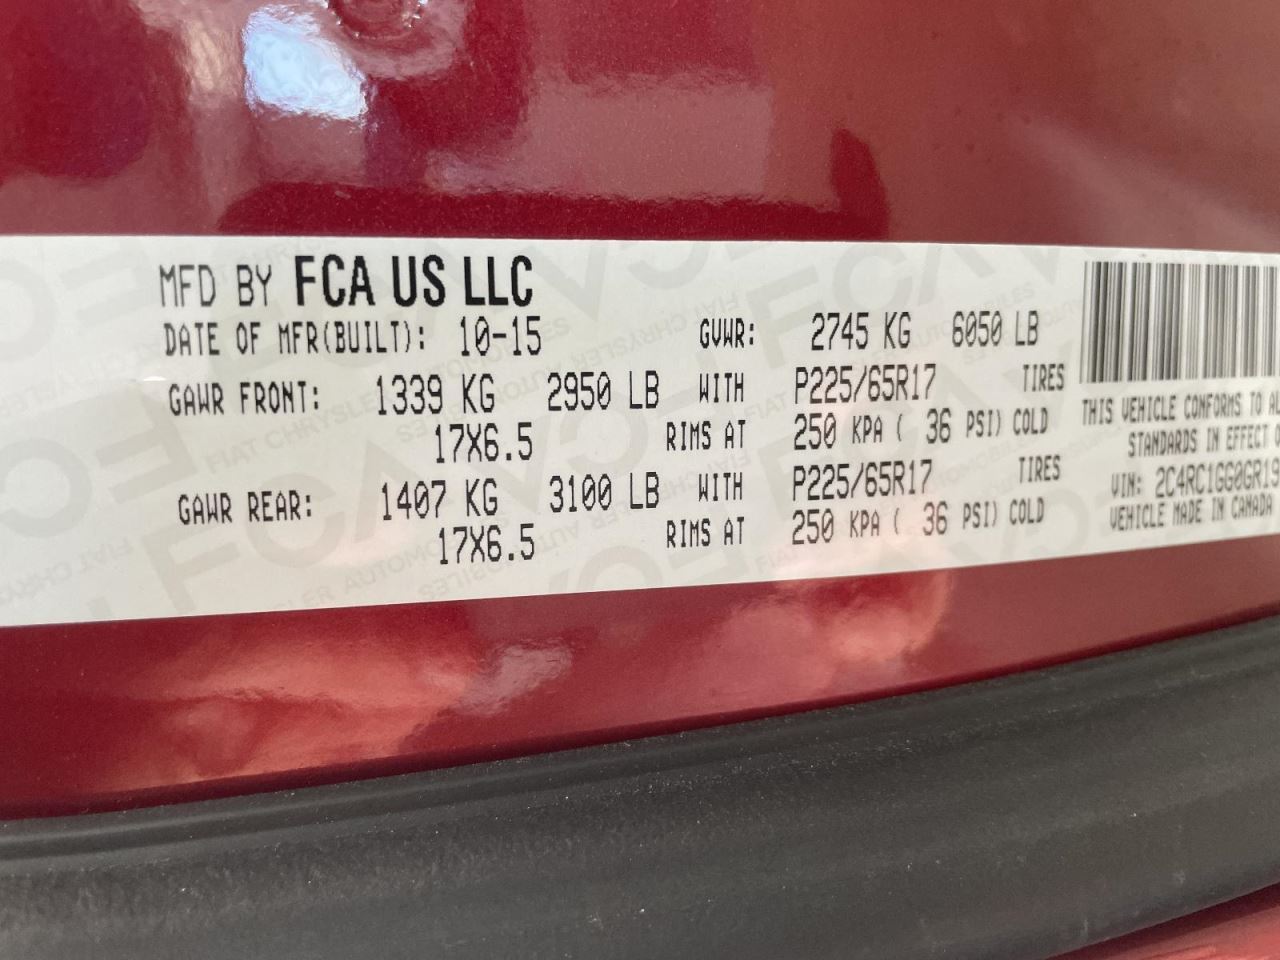 MFD BY FCA US LLC
DATE OF MFR(BUILT): 10-15 GVWR: 2745 KG 6050 LB
GAWR FRONT: 1339 KG 2950 LB WITH P225/65R17 TIRES
17X6.5 RIMS AT 250 KPA ( 36 PSI) COLD
GAWR REAR: 1407 KG 3100 LB WITH P225/65R17 TIRES
17X6.5 RIMS AT 250 KPA ( 36 PSI) COLD
THIS VEHICLE CONFORMS TO
STANDARDS IN EFFECT
VIN: 2C4RC1GG0GR19
VEHICLE MADE IN CANADA